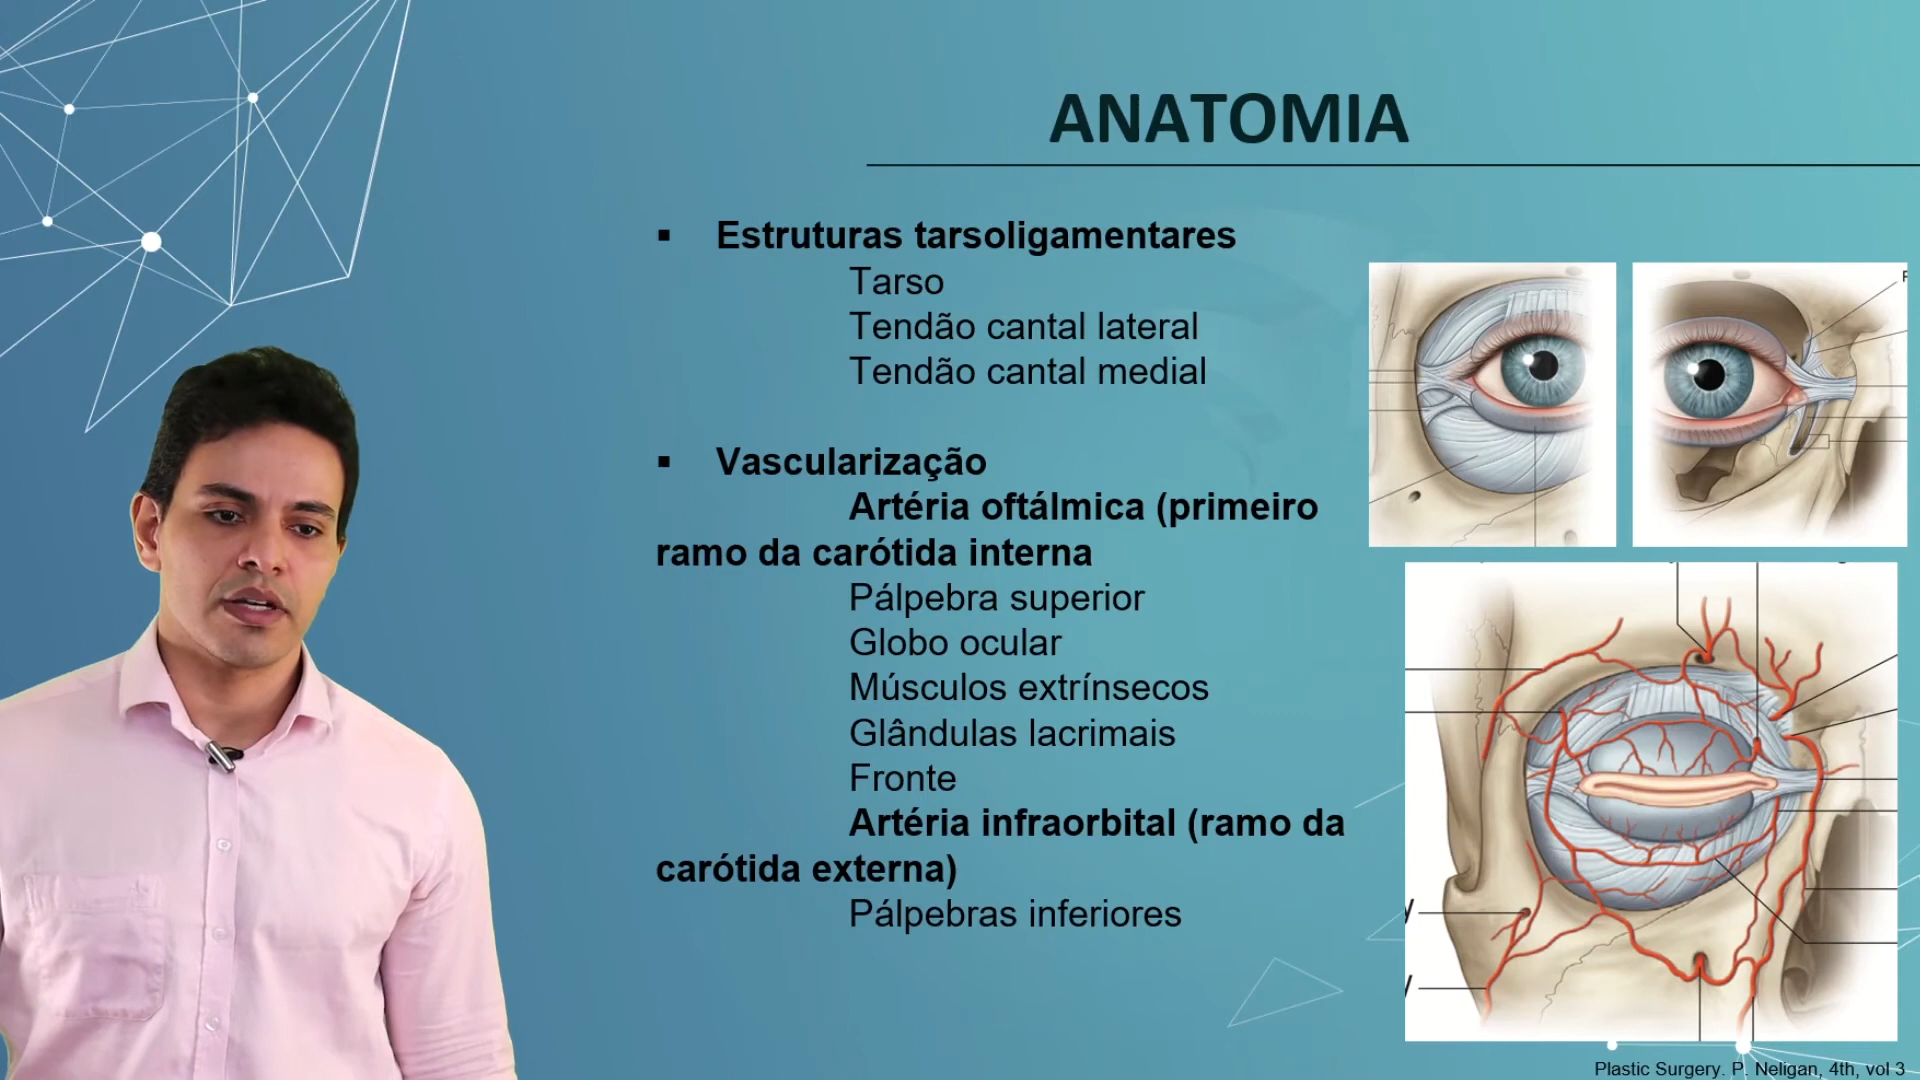 ANATOMIA
▪ Estruturas tarsoligamentares
Tarso
Tendão cantal lateral
Tendão cantal medial
▪ Vascularização
Artéria oftálmica (primeiro
ramo da carótida interna
Pálpebra superior
Globo ocular
Músculos extrínsecos
Glândulas lacrimais
Fronte
Artéria infraorbital (ramo da
carótida externa)
Pálpebras inferiores
Plastic Surgery. P. Neligan, 4th, vol 3